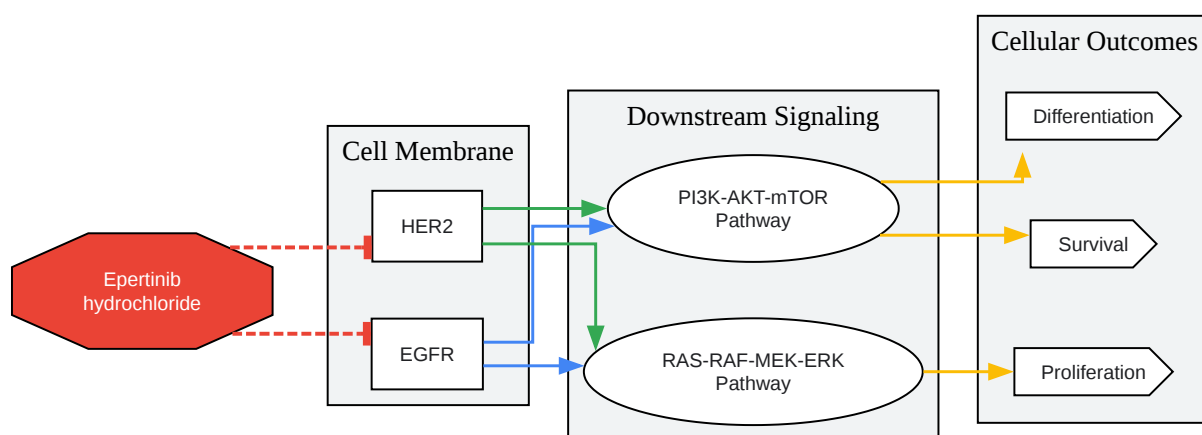 Epertinib
hydrochloride
Cell Membrane
HER2
EGFR
Downstream Signaling
PI3K-AKT-mTOR
Pathway
RAS-RAF-MEK-ERK
Pathway
Cellular Outcomes
Differentiation
Survival
Proliferation